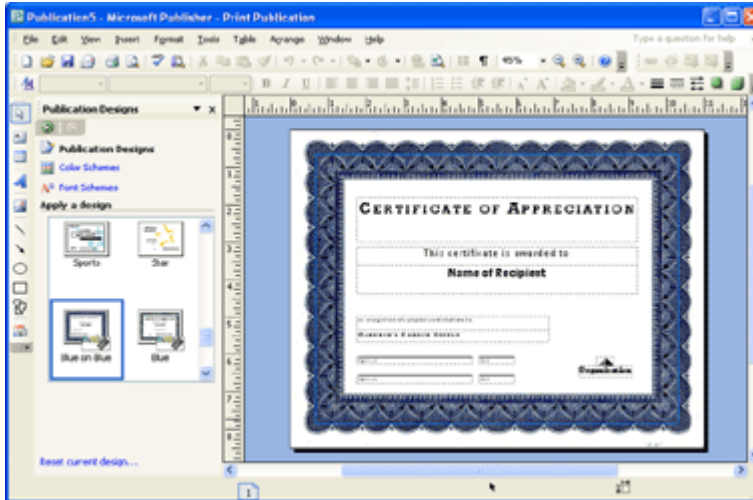 Publication5 - Microsoft Publisher - Print Publication
File Edit View Insert Format Tools Table Arrange Window Help
Type a question for help
Publication Designs
Publication Designs
Color Schemes
Font Schemes
Apply a design
Sports
Star
Blue on Blue
Blue
Reset current design...
CERTIFICATE OF APPRECIATION
This certificate is awarded to
Name of Recipient
Organization
1